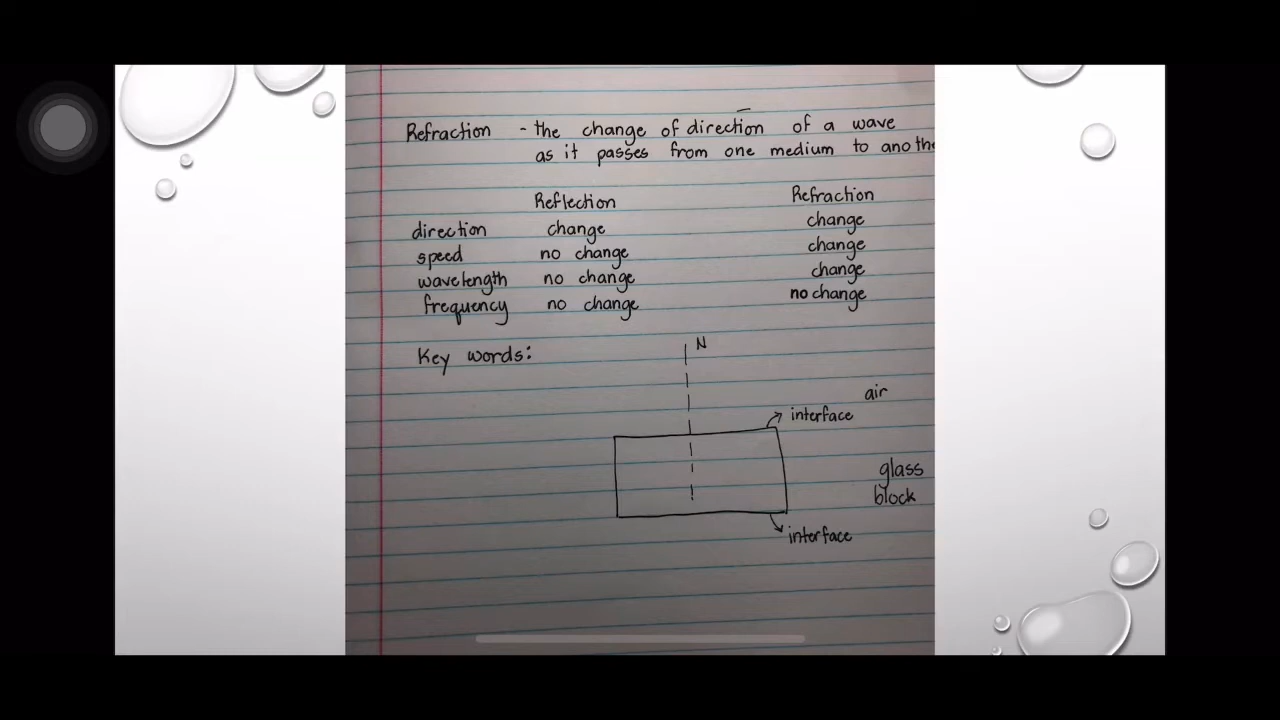 Refraction - the change of direction of a wave
as it passes from one medium to anothe
Reflection Refraction
direction change change
speed no change change
wavelength no change change
frequency no change no change
Key words:
N
air
interface
glass
block
interface